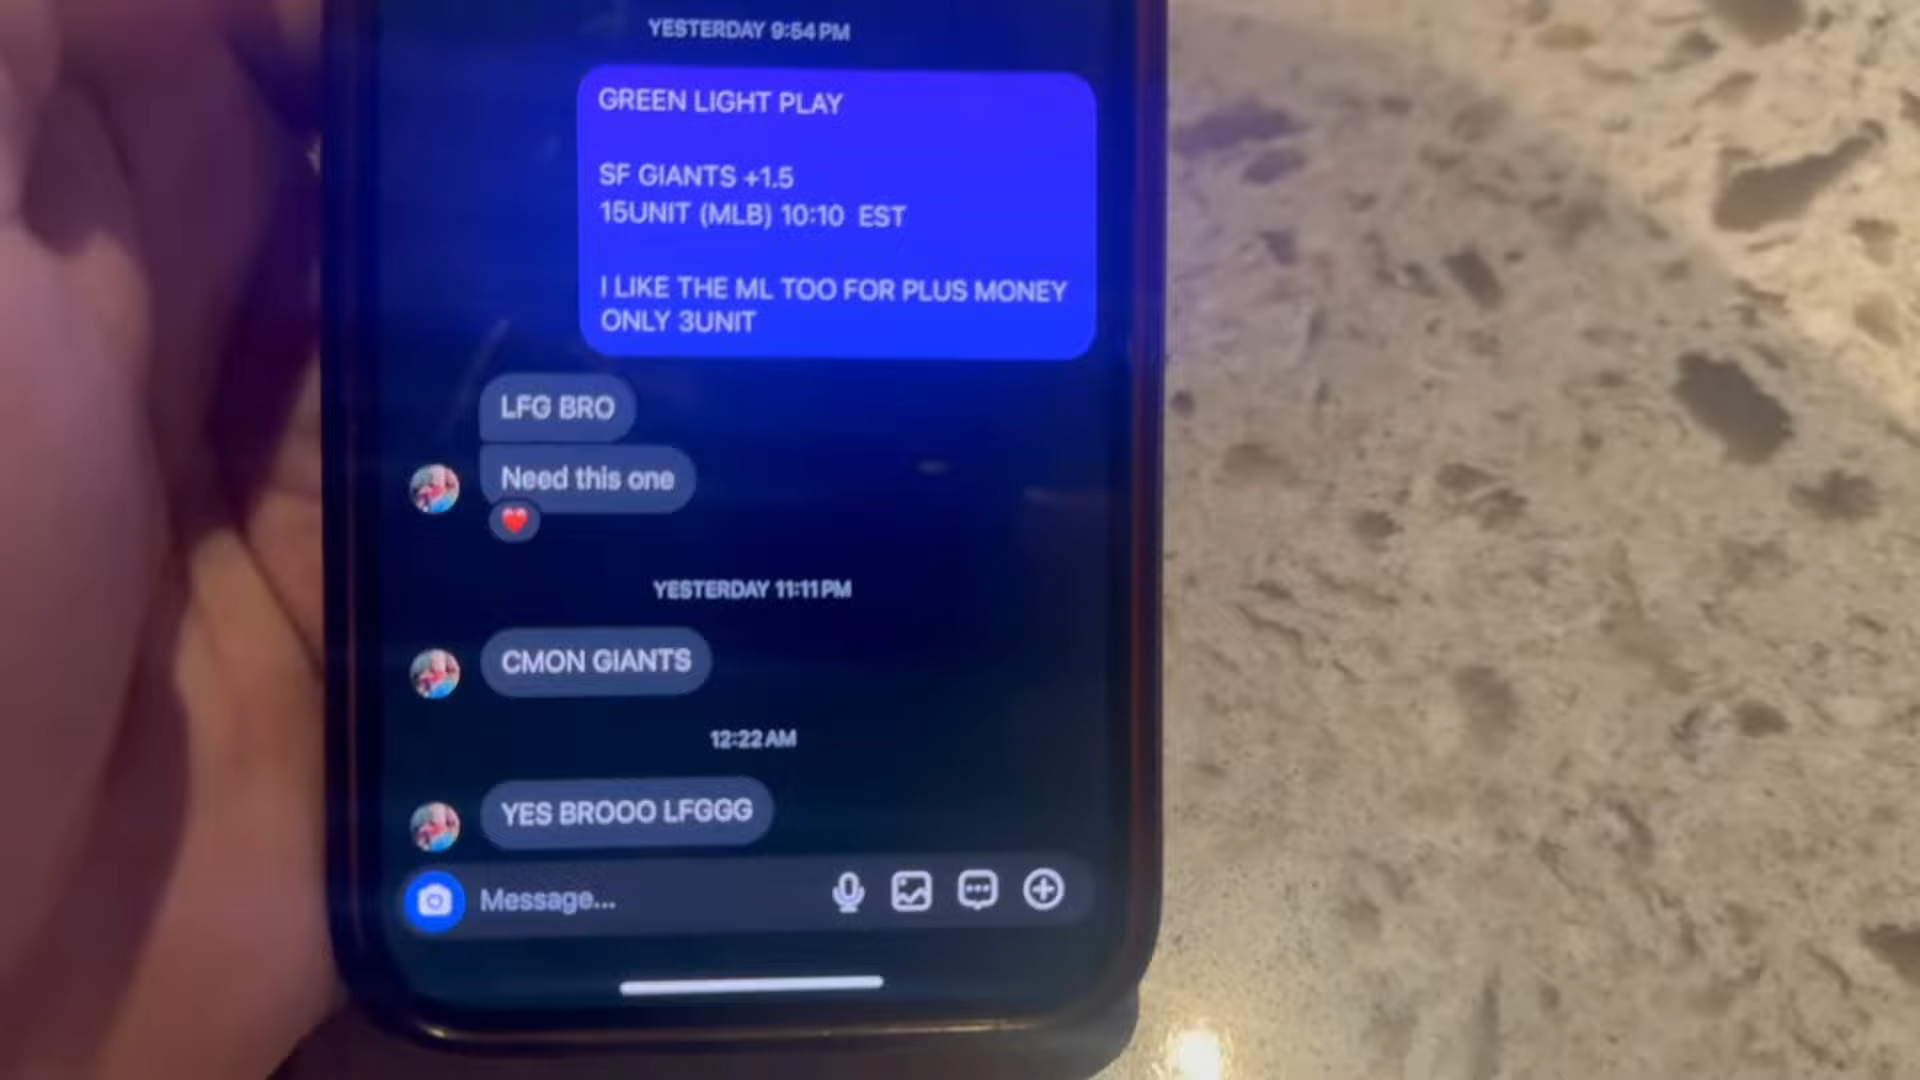 YESTERDAY 9:54 PM
GREEN LIGHT PLAY
SF GIANTS +1.5
15UNIT (MLB) 10:10 EST
I LIKE THE ML TOO FOR PLUS MONEY
ONLY 3UNIT
LFG BRO
Need this one
YESTERDAY 11:11 PM
CMON GIANTS
12:22 AM
YES BROOO LFGGG
Message...